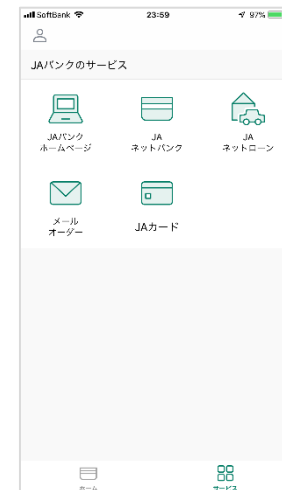 SoftBank 23:59 97%
JAバンクのサービス
JAバンク
ホームページ
JA
ネットバンク
JA
ネットローン
メール
オーダー
JAカード
ホーム サービス